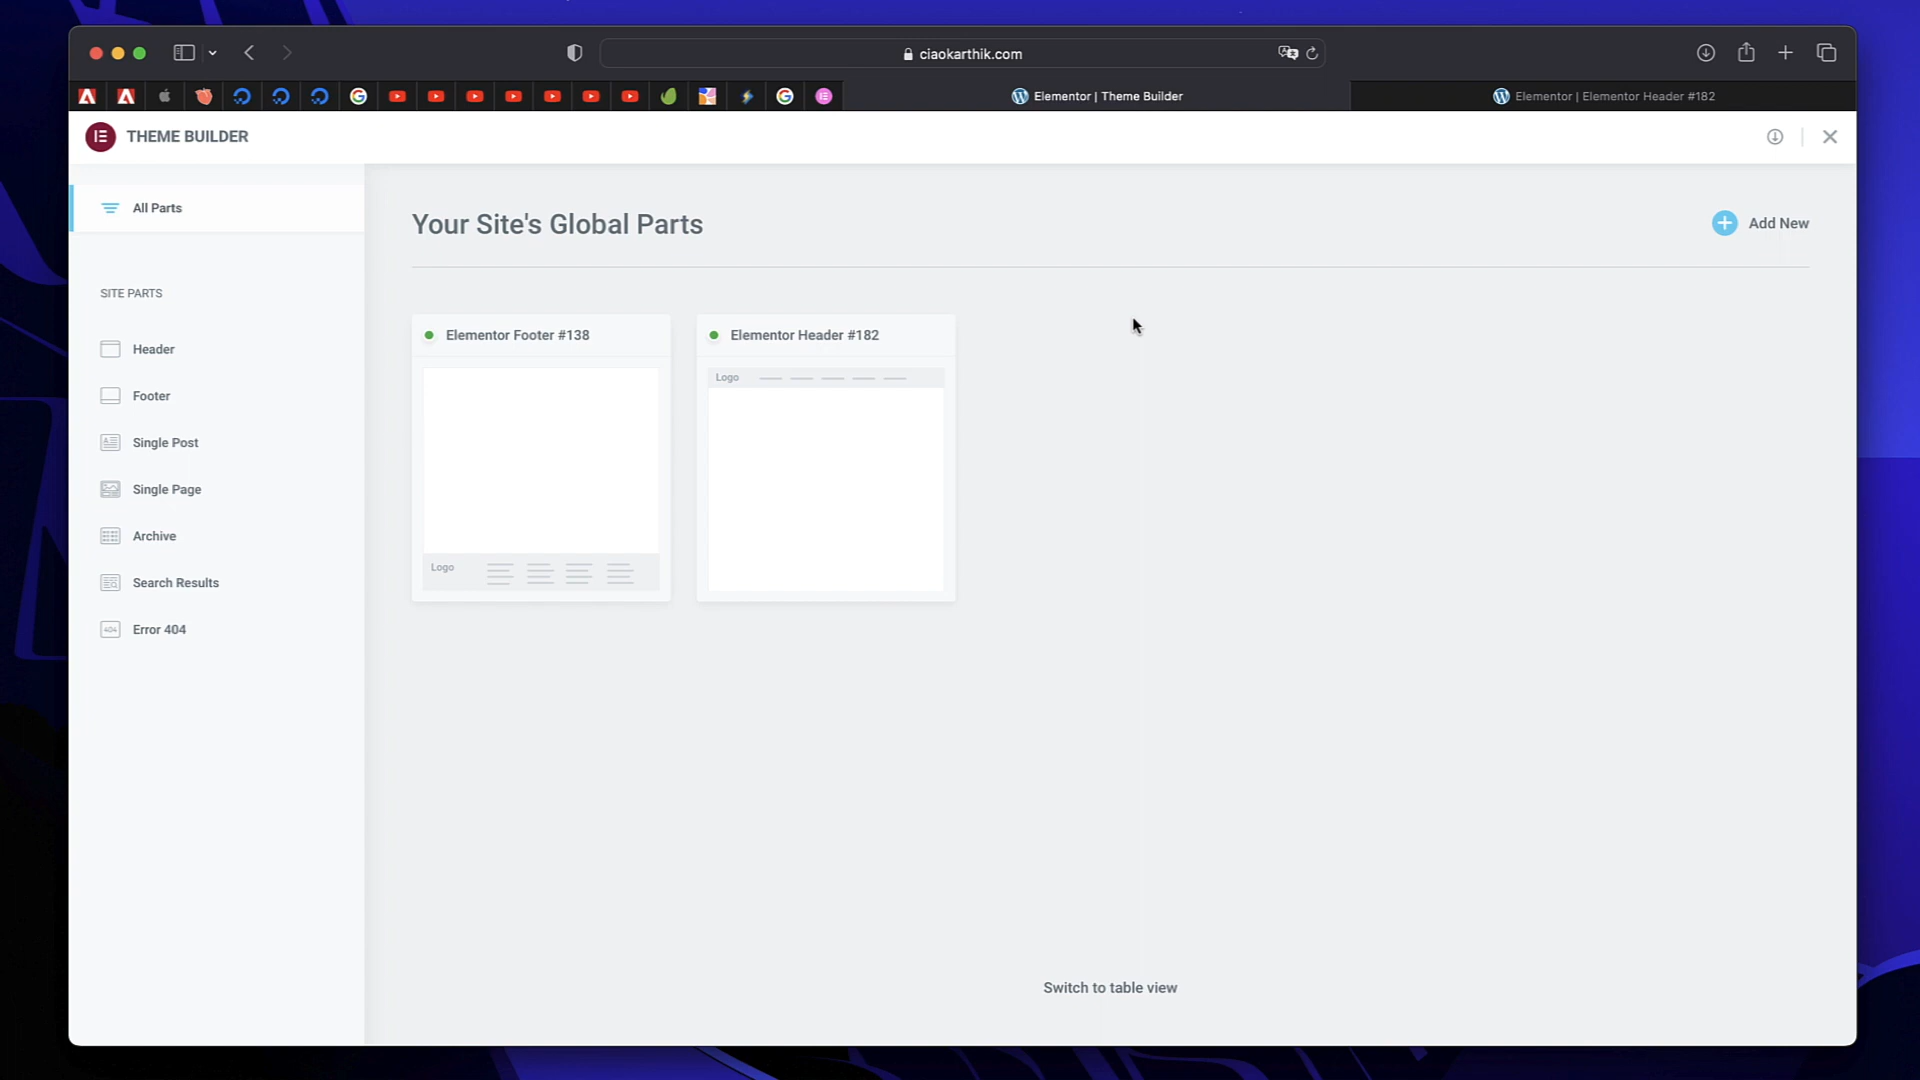 ciaokarthik.com
Elementor | Theme Builder
Elementor | Elementor Header #182
THEME BUILDER
All Parts
Your Site's Global Parts
Add New
SITE PARTS
Header
Footer
Single Post
Single Page
Archive
Search Results
Error 404
404
Elementor Footer #138
Logo
Elementor Header #182
Logo
Switch to table view